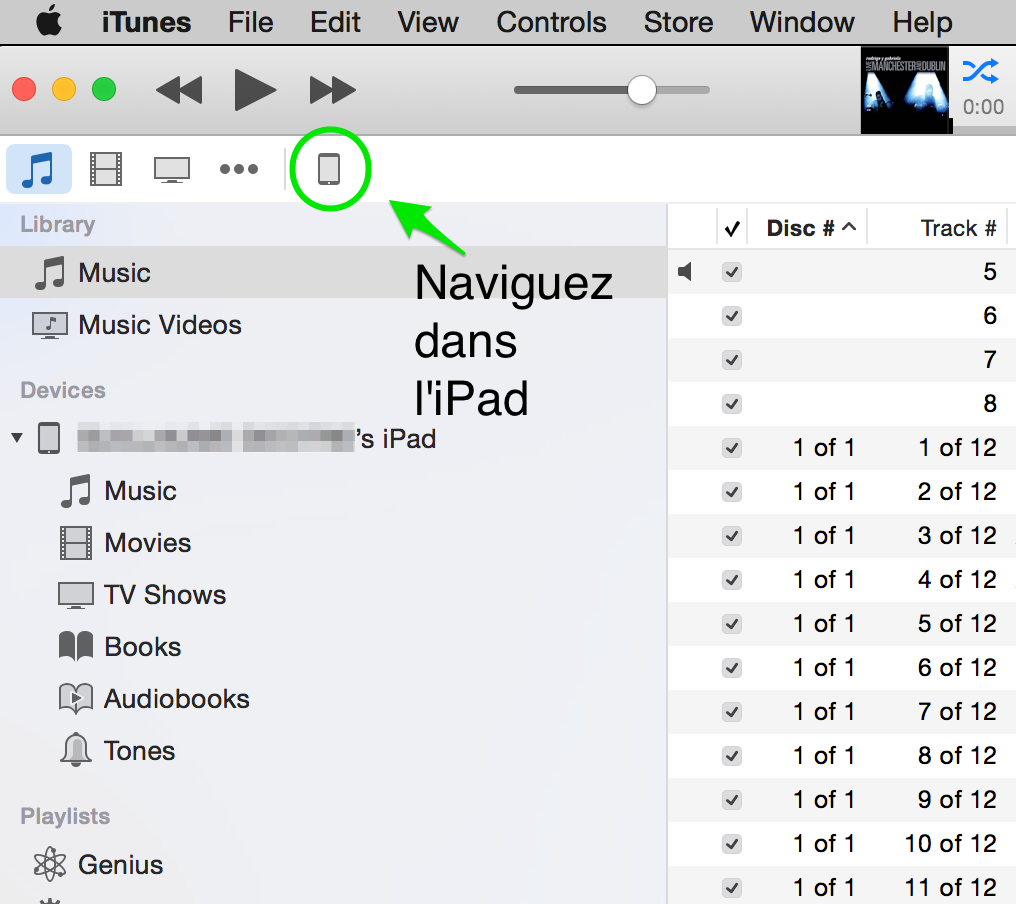 iTunes File Edit View Controls Store Window Help
rodrigo y gabriela
LIVE MANCHESTER AND DUBLIN
0:00
Library
Music
Music Videos
Devices
's iPad
Music
Movies
TV Shows
Books
Audiobooks
Tones
Playlists
Genius
Naviguez
dans
l'iPad
✓ Disc # Track #
5
6
7
8
1 of 1 1 of 12
1 of 1 2 of 12
1 of 1 3 of 12
1 of 1 4 of 12
1 of 1 5 of 12
1 of 1 6 of 12
1 of 1 7 of 12
1 of 1 8 of 12
1 of 1 9 of 12
1 of 1 10 of 12
1 of 1 11 of 12